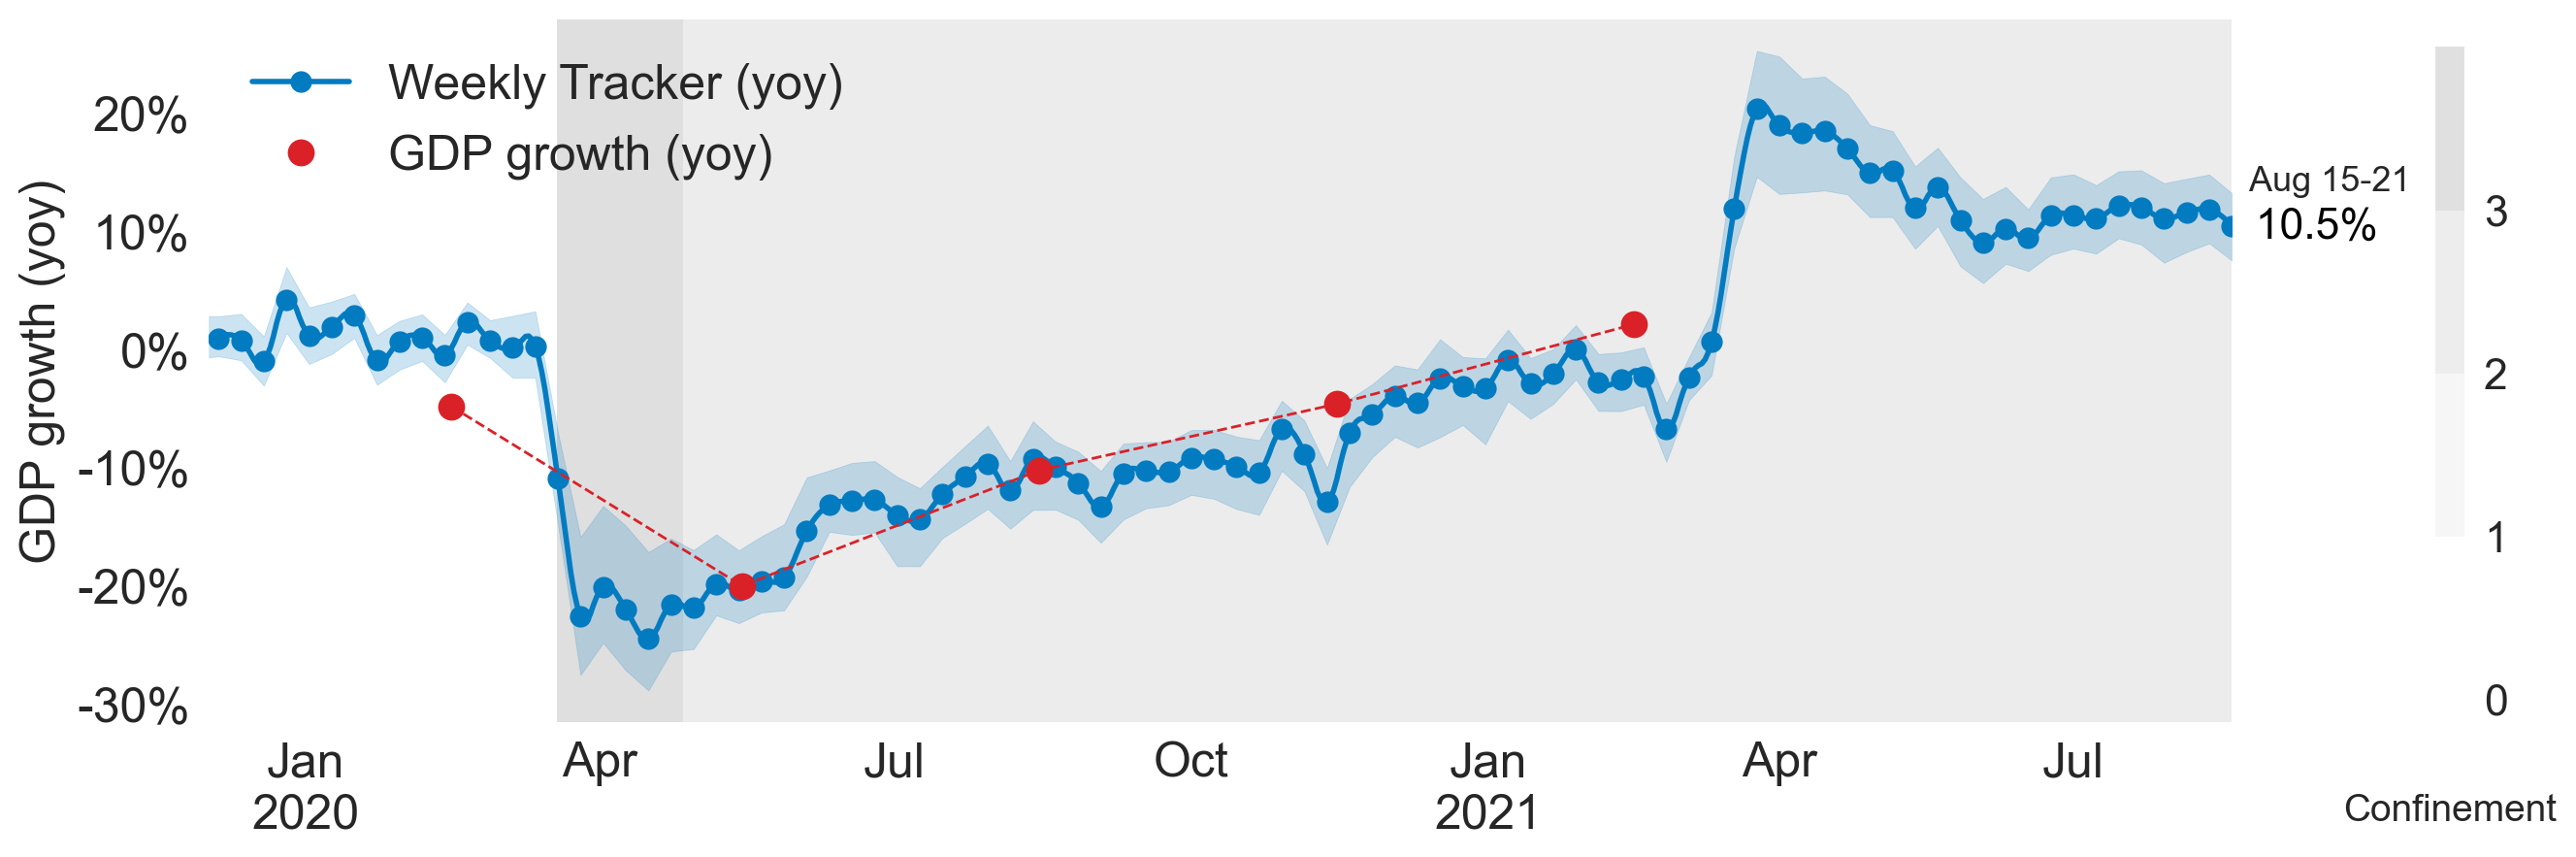 Weekly Tracker (yoy)
GDP growth (yoy)
GDP growth (yoy)
20%
10%
0%
-10%
-20%
-30%
Jan
2020
Apr
Jul
Oct
Jan
2021
Apr
Jul
Aug 15-21
10.5%
3
2
1
0
Confinement